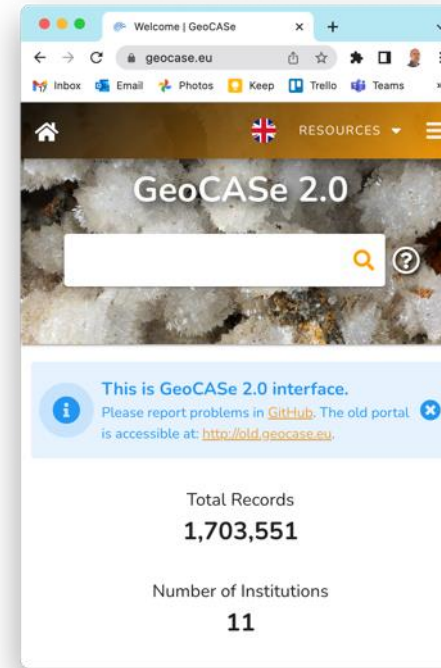 Welcome | GeoCASe
geocase.eu
Inbox Email Photos Keep Trello Teams »
RESOURCES
GeoCASe 2.0
This is GeoCASe 2.0 interface.
Please report problems in GitHub. The old portal
is accessible at: http://old.geocase.eu.
Total Records
1,703,551
Number of Institutions
11